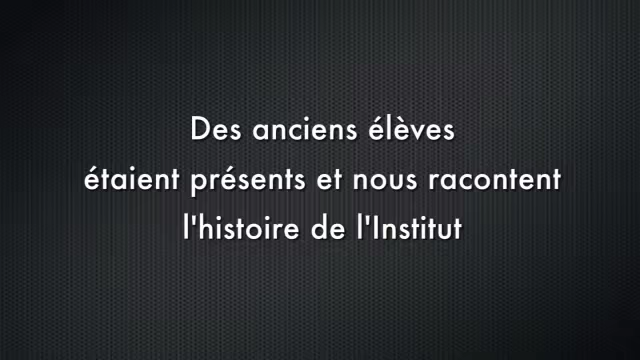 Des anciens élèves
étaient présents et nous racontent
l'histoire de l'Institut